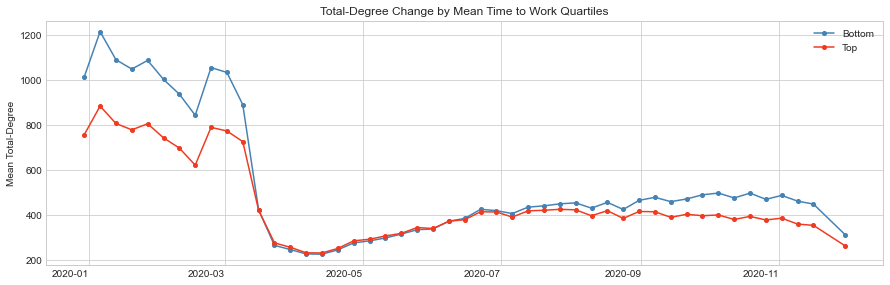 Total-Degree Change by Mean Time to Work Quartiles
Bottom
Top
Mean Total-Degree
1200
1000
800
600
400
200
2020-01 2020-03 2020-05 2020-07 2020-09 2020-11